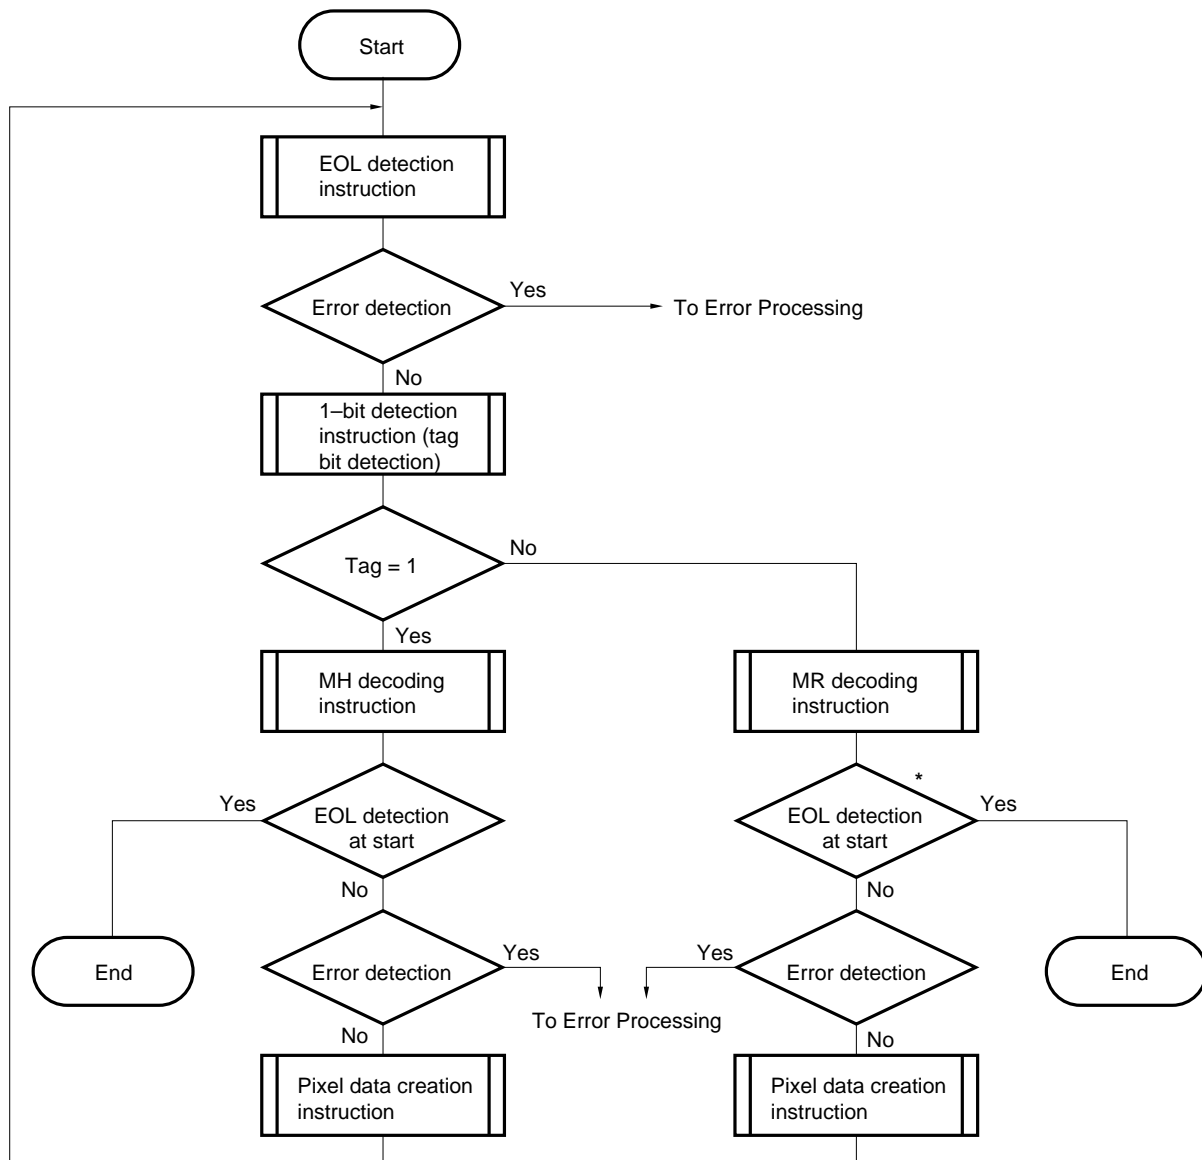 Start
EOL detection
instruction
Error detection
Yes
To Error Processing
No
1–bit detection
instruction (tag
bit detection)
Tag = 1
No
Yes
MH decoding
instruction
MR decoding
instruction
Yes
EOL detection
at start
*
EOL detection
at start
Yes
No
No
End
Error detection
Yes
Yes
Error detection
End
To Error Processing
No
No
Pixel data creation
instruction
Pixel data creation
instruction